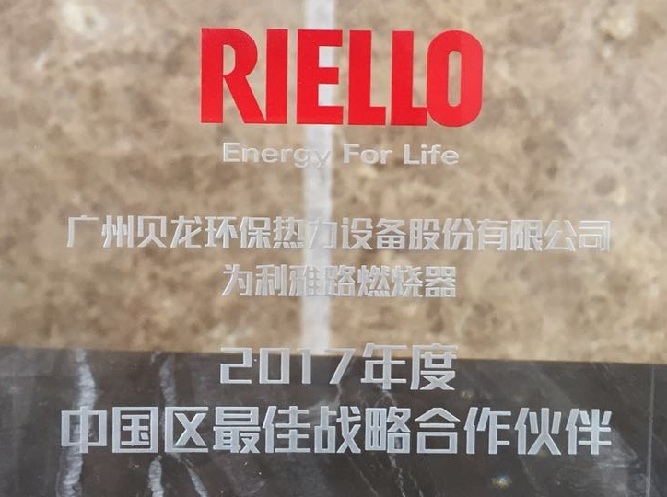 RIELLO
Energy For Life
广州贝龙环保热力设备股份有限公司
为利雅路燃烧器
2017年度
中国区最佳战略合作伙伴